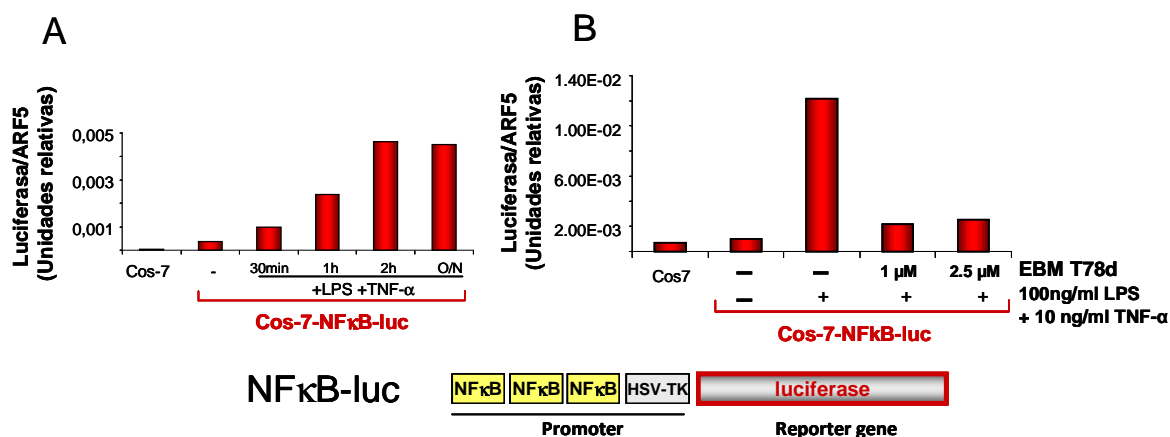 A
Luciferasa/ARF5
(Unidades relativas)
0,005
0,003
0,001
Cos-7
-
30min
1h
2h
O/N
+LPS +TNF-α
Cos-7-NFκB-luc
B
Luciferasa/ARF5
(Unidades relativas)
1.40E-02
1.00E-02
6.00E-03
2.00E-03
Cos7
– – 1 µM 2.5 µM EBM T78d
– + + + 100ng/ml LPS
+ 10 ng/ml TNF-α
Cos-7-NFkB-luc
NFκB-luc
NFκB NFκB NFκB HSV-TK luciferase
Promoter Reporter gene